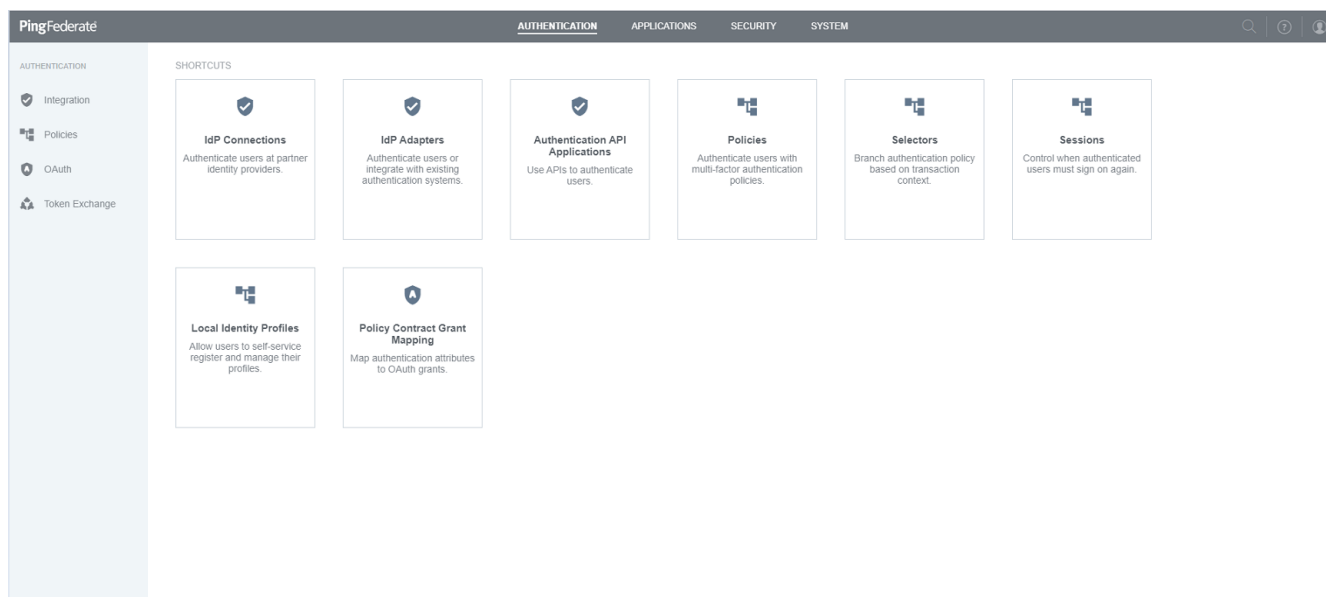 PingFederate
AUTHENTICATION APPLICATIONS SECURITY SYSTEM
AUTHENTICATION
Integration
Policies
OAuth
Token Exchange
SHORTCUTS
IdP Connections
Authenticate users at partner
identity providers.
IdP Adapters
Authenticate users or
integrate with existing
authentication systems.
Authentication API
Applications
Use APIs to authenticate
users.
Policies
Authenticate users with
multi-factor authentication
policies.
Selectors
Branch authentication policy
based on transaction
context.
Sessions
Control when authenticated
users must sign on again.
Local Identity Profiles
Allow users to self-service
register and manage their
profiles.
Policy Contract Grant
Mapping
Map authentication attributes
to OAuth grants.